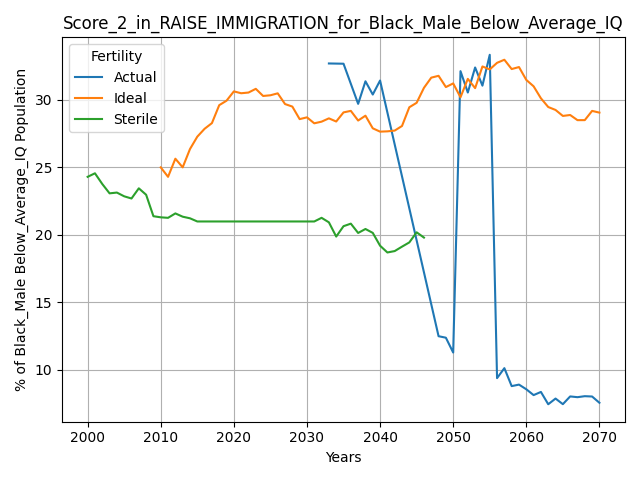 Score_2_in_RAISE_IMMIGRATION_for_Black_Male_Below_Average_IQ
Fertility
Actual
Ideal
Sterile
% of Black_Male Below_Average_IQ Population
30
25
20
15
10
2000 2010 2020 2030 2040 2050 2060 2070
Years